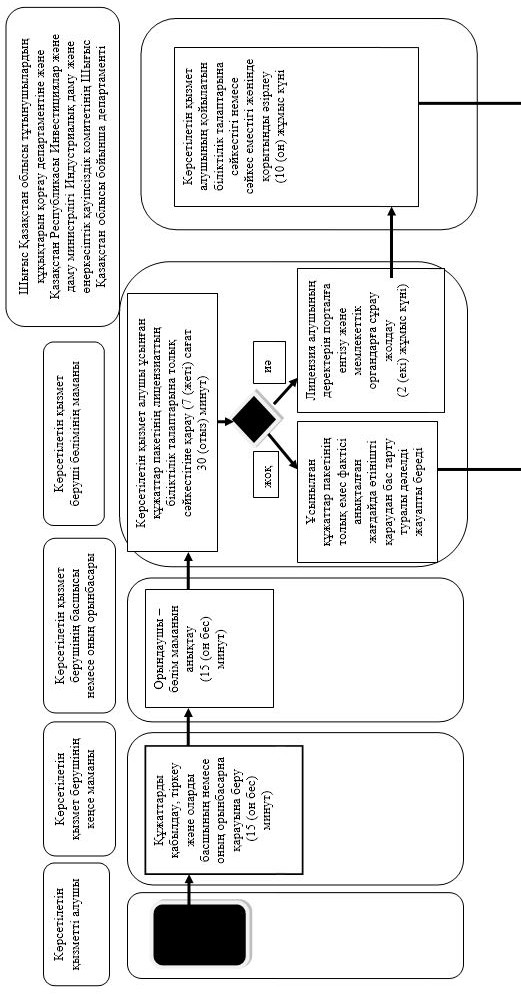 Көрсетілетін
қызметті алушы
Көрсетілетін
қызмет берушінің
кеңсе маманы
Көрсетілетін қызмет
берушінің басшысы
немесе оның орынбасары
Көрсетілетін қызмет
беруші бөлімінің маманы
Шығыс Қазақстан облысы тұтынушылардың
құқықтарын қорғау департаментіне және
Қазақстан Республикасы Инвестициялар және
даму министрлігі Индустриялық даму және
өнеркәсіптік қауіпсіздік комитетінің Шығыс
Қазақстан облысы бойынша департаменті
Құжаттарды
қабылдау, тіркеу
және оларды
басшының немесе
оның орынбасарна
қарауына беру
(15 (он бес)
минут)
Орындаушы –
бөлім маманын
анықтау
(15 (он бес)
минут)
Көрсетілетін қызмет алушы ұсынған
құжаттар пакетінің лицензиаттың
біліктілік талаптарына толық
сәйкестігіне қарау (7 (жеті) сағат
30 (отыз) минут)
жоқ
иә
Ұсынылған
құжаттар пакетінің
толық емес фактісі
анықталған
жағдайда өтінішті
қараудан бас тарту
туралы дәлелді
жауапты береді
Лицензия алушының
деректерін порталға
енгізу және
мемлекеттік
органдарға сұрау
жолдау
(2 (екі) жұмыс күні)
Көрсетілетін қызмет
алушының қойылатын
біліктілік талаптарына
сәйкестігі немесе
сәйкес еместігі жөнінде
қорытынды әзірлеу
(10 (он) жұмыс күні)